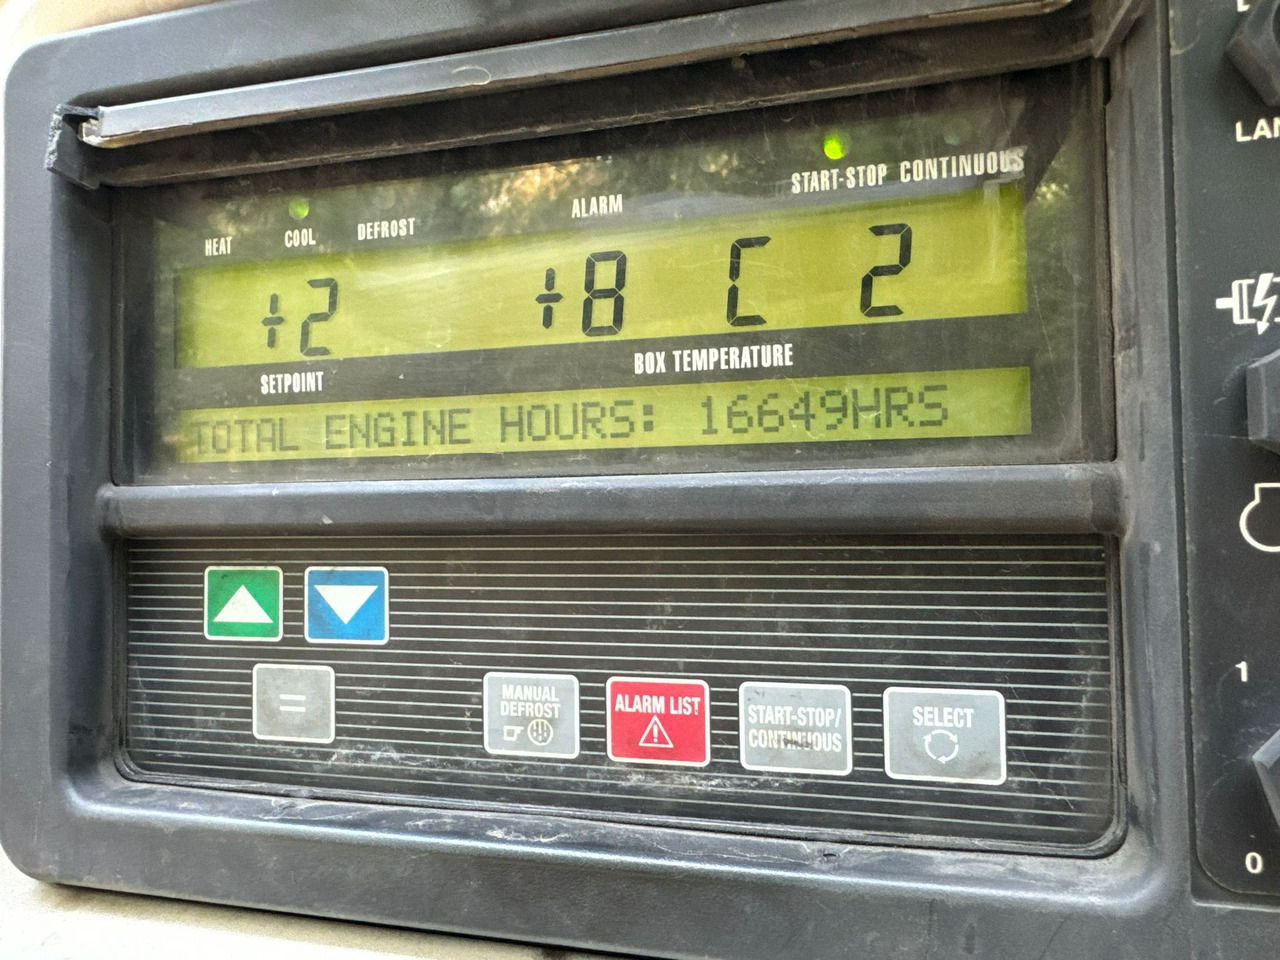 START-STOP CONTINUOUS
HEAT COOL DEFROST ALARM
+2 +8 C 2
SETPOINT BOX TEMPERATURE
TOTAL ENGINE HOURS: 16649HRS
=
MANUAL DEFROST
ALARM LIST
START-STOP/
CONTINUOUS
SELECT
LAN
1
0